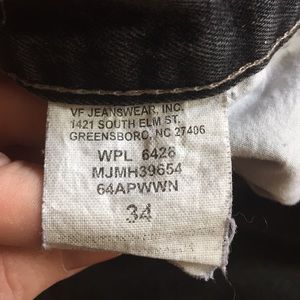 VF JEANSWEAR, INC.
1421 SOUTH ELM ST.
GREENSBORO, NC 27406
WPL 6426
MJMH39654
64APWWN
34